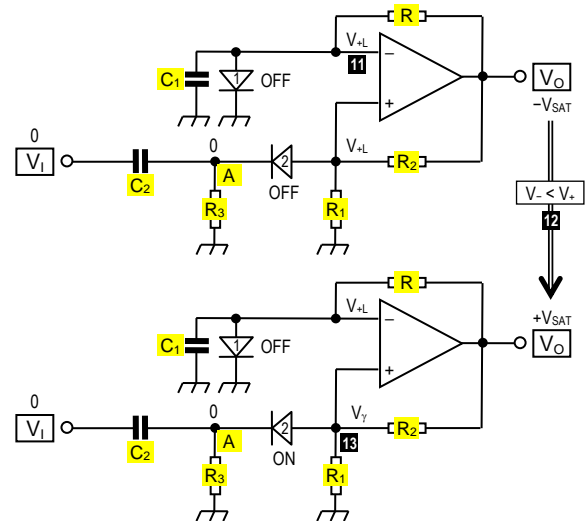 R
V+L
11
−
C1
1
OFF
VO
+
−VSAT
0
VI
0
V+L
C2
A
2
OFF
R2
R3
R1
V− < V+
12
R
V+L
−
C1
1
OFF
+VSAT
VO
+
0
VI
0
Vγ
C2
A
2
ON
13
R2
R3
R1